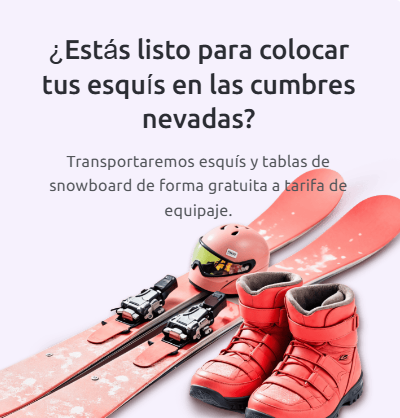 ¿Estás listo para colocar
tus esquís en las cumbres
nevadas?
Transportaremos esquís y tablas de
snowboard de forma gratuita a tarifa de
equipaje.